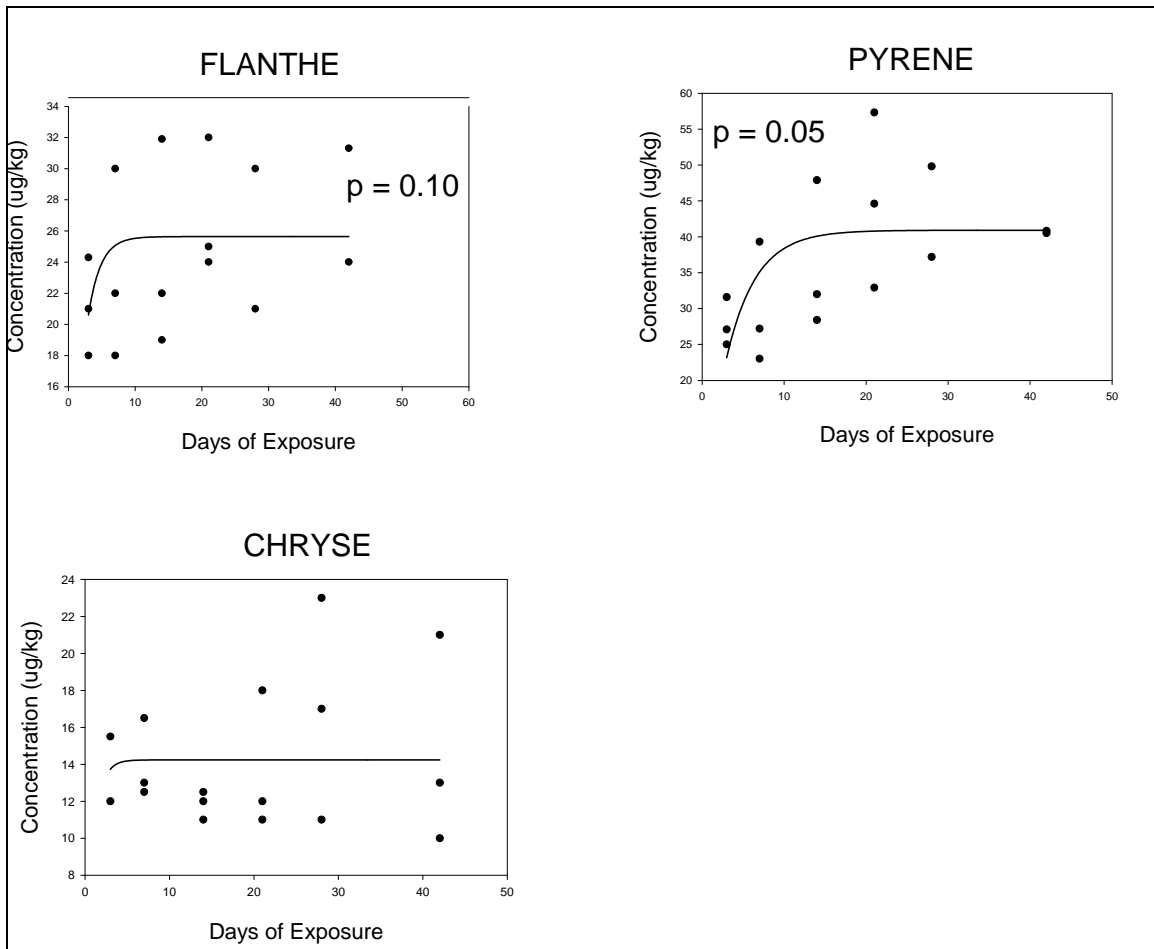 FLANTHE
Concentration (ug/kg)
34
32
30
28
26
24
22
20
18
16
p = 0.10
0 10 20 30 40 50 60
Days of Exposure
PYRENE
Concentration (ug/kg)
60
55
50
45
40
35
30
25
20
p = 0.05
0 10 20 30 40 50
Days of Exposure
CHRYSE
Concentration (ug/kg)
24
22
20
18
16
14
12
10
8
0 10 20 30 40 50
Days of Exposure